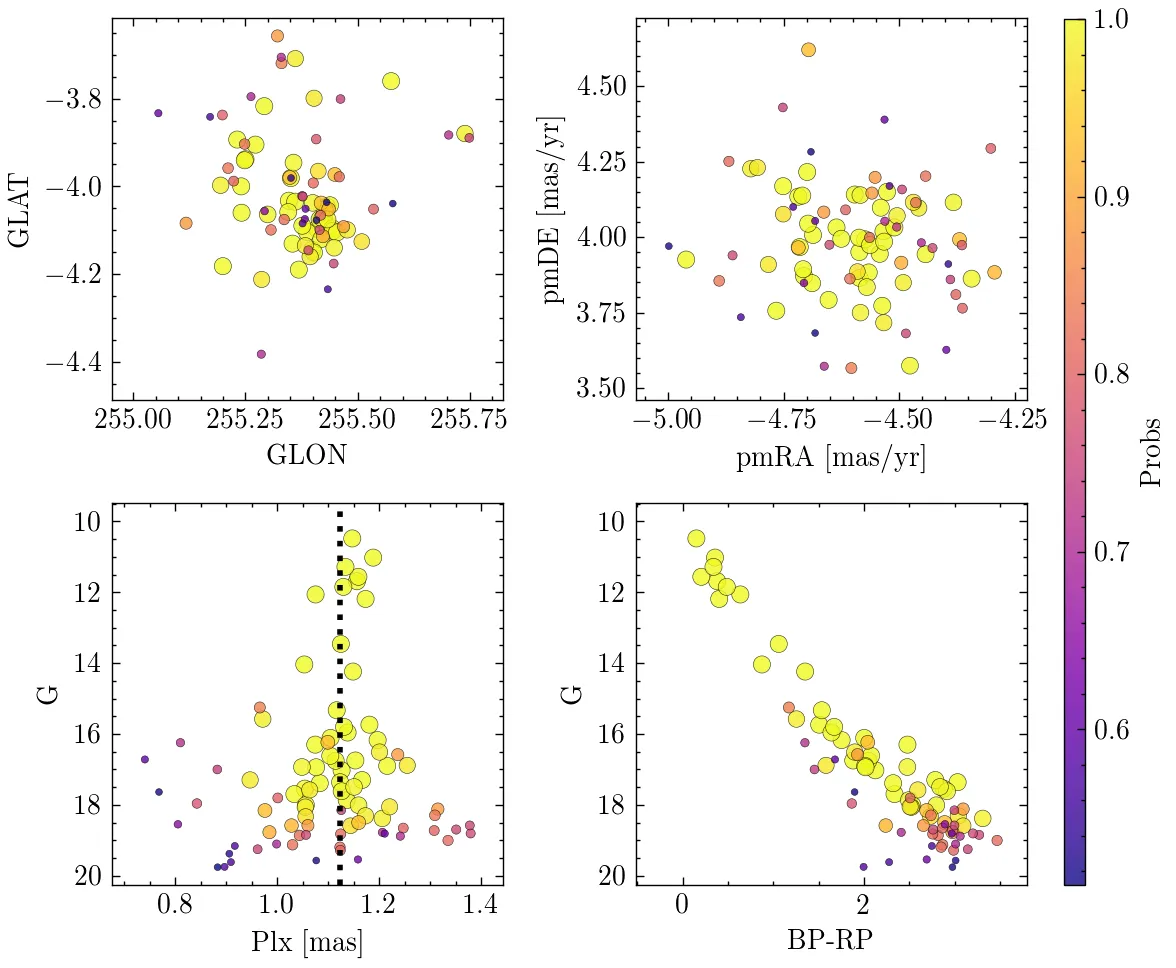 −3.8
−4.0
−4.2
−4.4
GLAT
255.00 255.25 255.50 255.75
GLON
4.50
4.25
4.00
3.75
3.50
pmDE [mas/yr]
−5.00 −4.75 −4.50 −4.25
pmRA [mas/yr]
10
12
14
16
18
20
G
0.8 1.0 1.2 1.4
Plx [mas]
10
12
14
16
18
20
G
0 2
BP-RP
1.0
0.9
0.8
0.7
0.6
Probs